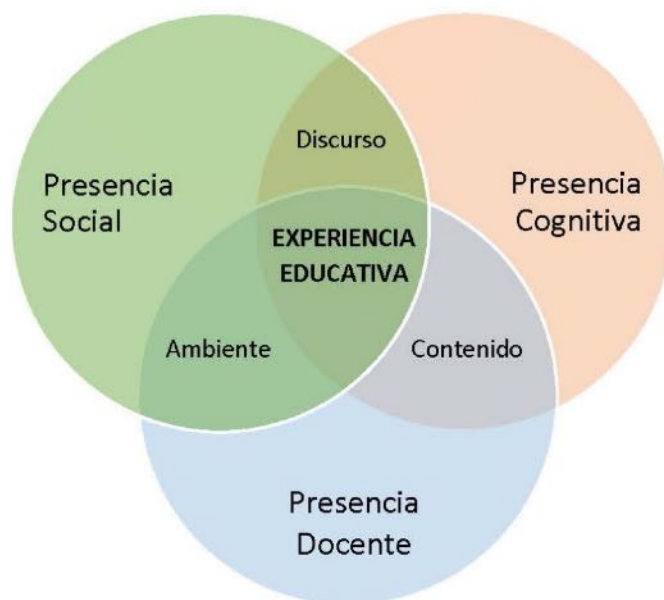 Discurso
Presencia
Social
Presencia
Cognitiva
EXPERIENCIA
EDUCATIVA
Ambiente
Contenido
Presencia
Docente